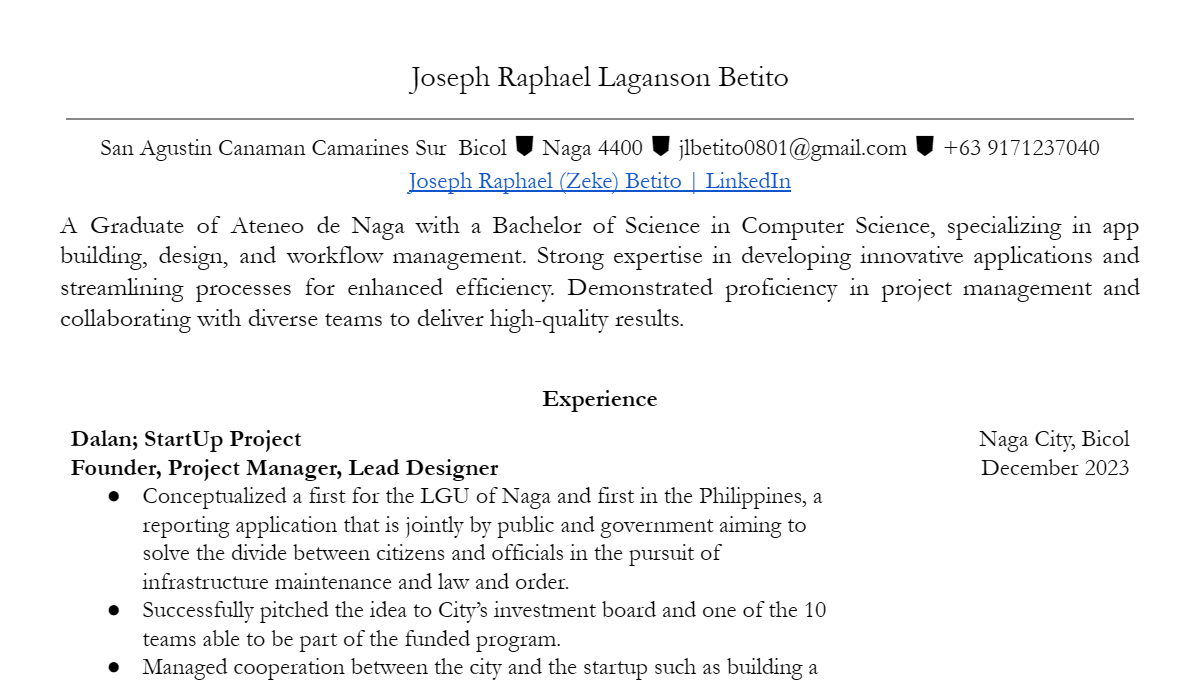 Joseph Raphael Laganson Betito
San Agustin Canaman Camarines Sur  Bicol Naga 4400 jlbetito0801@gmail.com +63 9171237040
Joseph Raphael (Zeke) Betito | LinkedIn
A Graduate of Ateneo de Naga with a Bachelor of Science in Computer Science, specializing in app
building, design, and workflow management. Strong expertise in developing innovative applications and
streamlining processes for enhanced efficiency. Demonstrated proficiency in project management and
collaborating with diverse teams to deliver high-quality results.
Experience
Dalan; StartUp Project Naga City, Bicol
Founder, Project Manager, Lead Designer December 2023
● Conceptualized a first for the LGU of Naga and first in the Philippines, a
reporting application that is jointly by public and government aiming to
solve the divide between citizens and officials in the pursuit of
infrastructure maintenance and law and order.
● Successfully pitched the idea to City’s investment board and one of the 10
teams able to be part of the funded program.
● Managed cooperation between the city and the startup such as building a